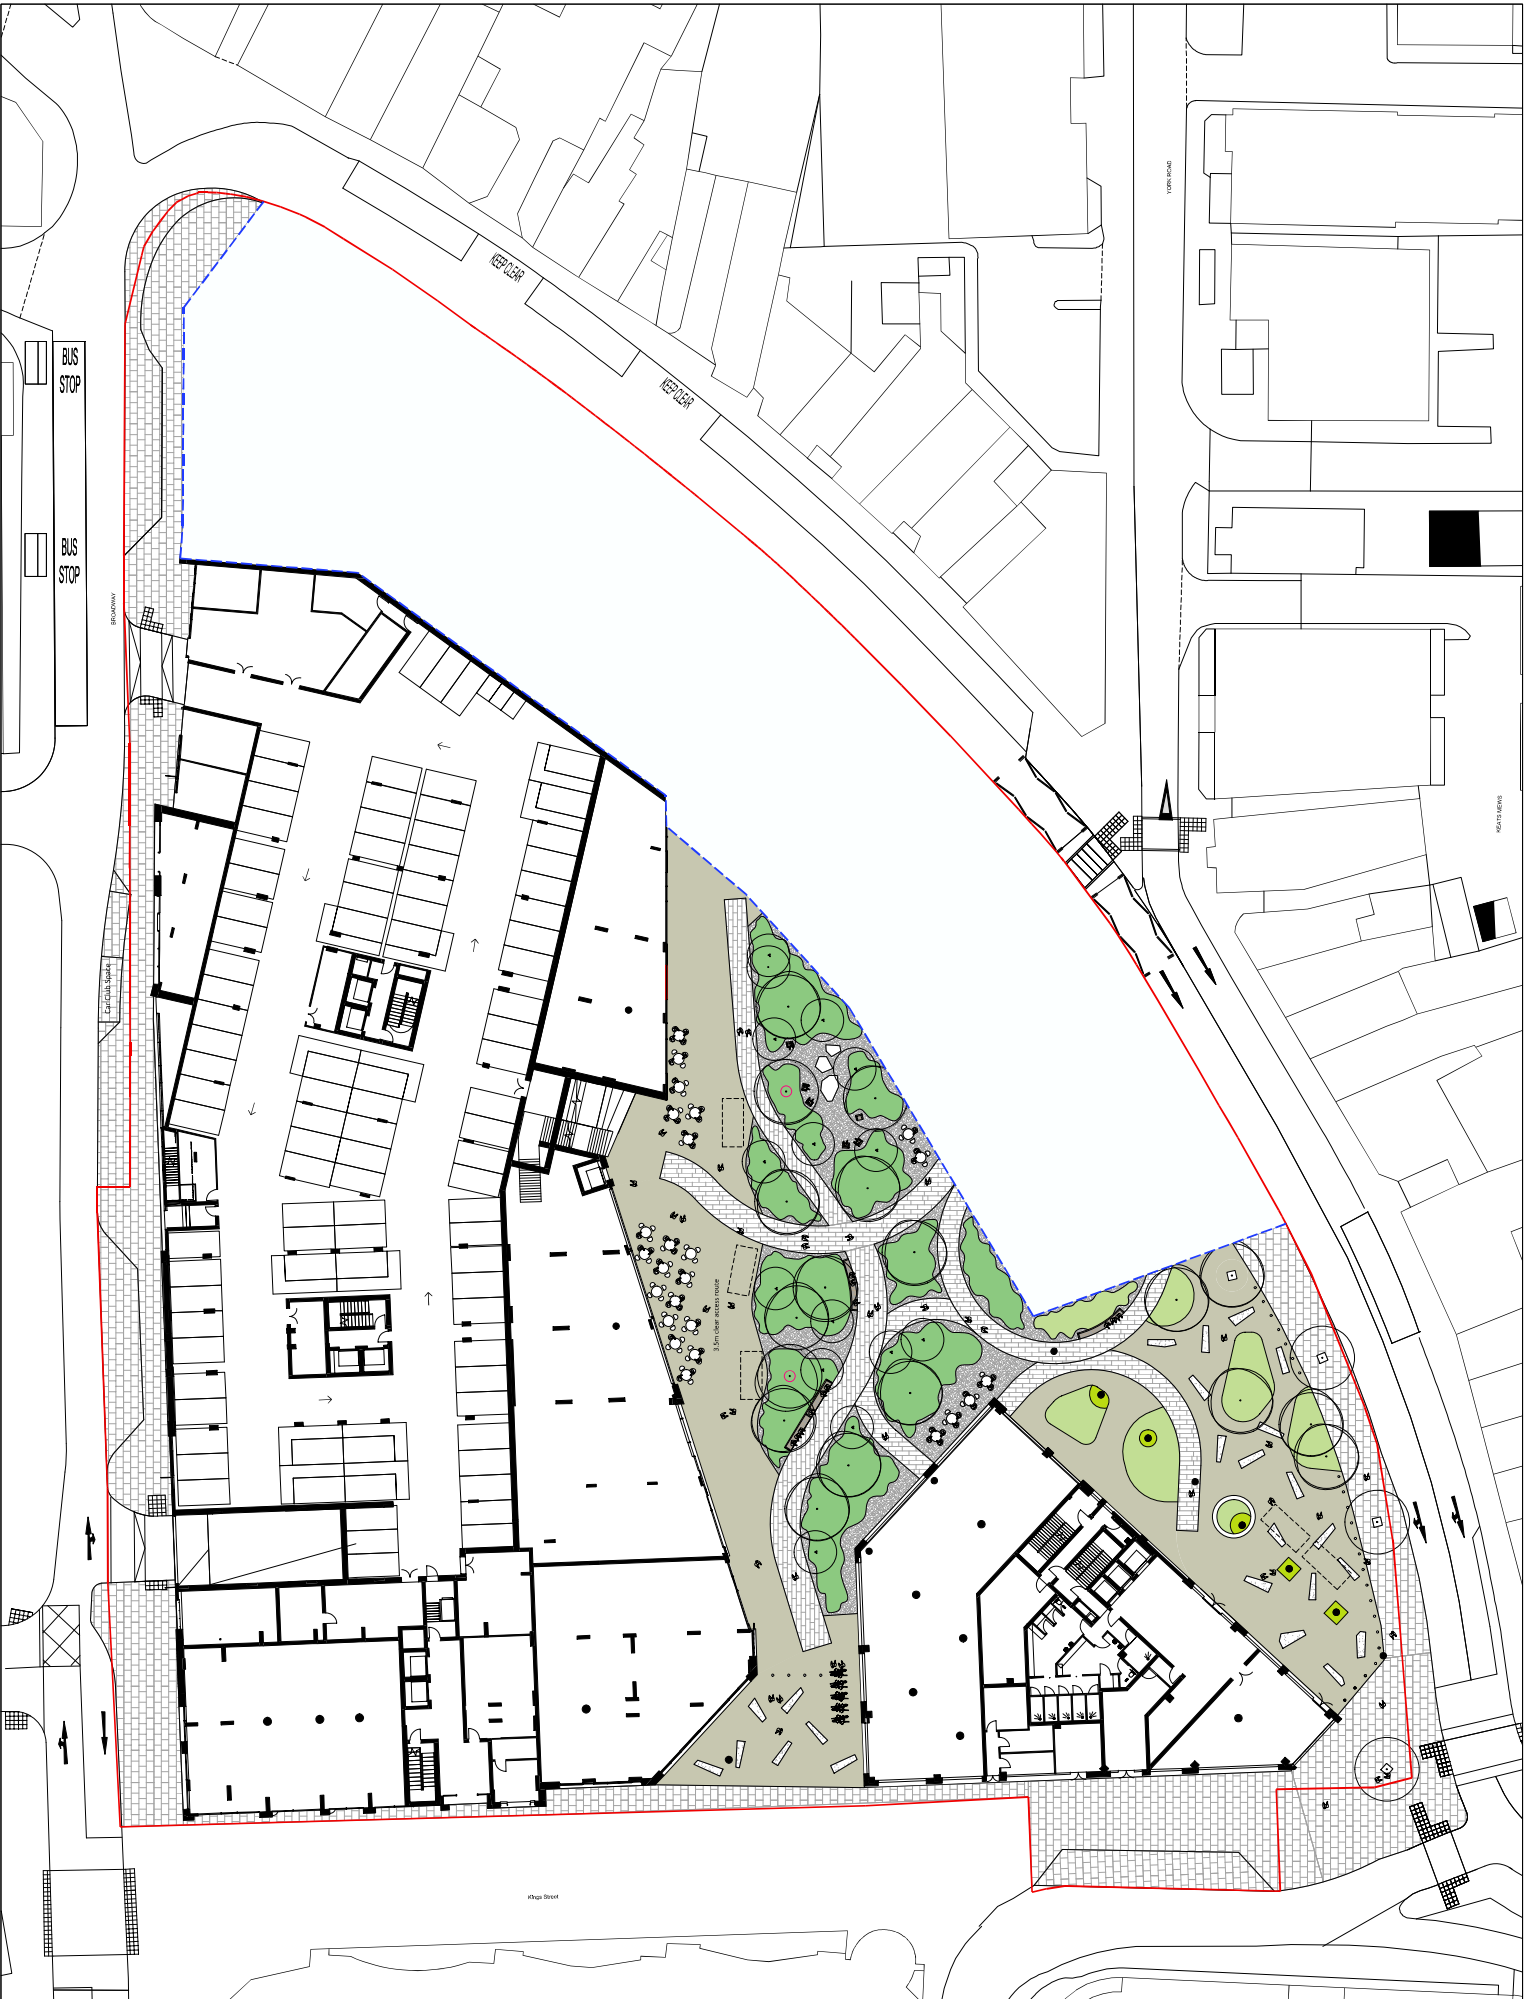 YORK ROAD
KEEP CLEAR
BUS
STOP
KEEP CLEAR
BUS
STOP
BROADWAY
KEATS MEWS
Car Club Space
3.5m clear access route
Kings Street